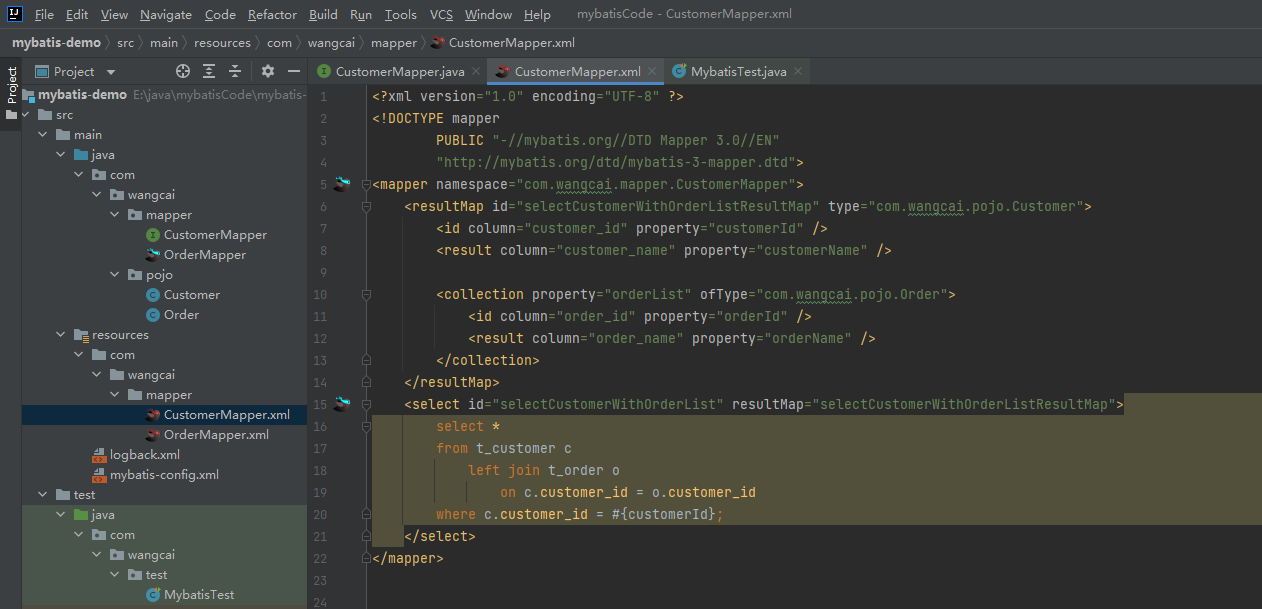 File Edit View Navigate Code Refactor Build Run Tools VCS Window Help mybatisCode - CustomerMapper.xml
mybatis-demo src main resources com wangcai mapper CustomerMapper.xml
Project
Project
CustomerMapper.java CustomerMapper.xml MybatisTest.java
mybatis-demo E:\java\mybatisCode\mybatis-
src
main
java
com
wangcai
mapper
CustomerMapper
OrderMapper
pojo
Customer
Order
resources
com
wangcai
mapper
CustomerMapper.xml
OrderMapper.xml
logback.xml
mybatis-config.xml
test
java
com
wangcai
test
MybatisTest
1 <?xml version="1.0" encoding="UTF-8" ?>
2 <!DOCTYPE mapper
3 PUBLIC "-//mybatis.org//DTD Mapper 3.0//EN"
4 "http://mybatis.org/dtd/mybatis-3-mapper.dtd">
5 <mapper namespace="com.wangcai.mapper.CustomerMapper">
6 <resultMap id="selectCustomerWithOrderListResultMap" type="com.wangcai.pojo.Customer">
7 <id column="customer_id" property="customerId" />
8 <result column="customer_name" property="customerName" />
9
10 <collection property="orderList" ofType="com.wangcai.pojo.Order">
11 <id column="order_id" property="orderId" />
12 <result column="order_name" property="orderName" />
13 </collection>
14 </resultMap>
15 <select id="selectCustomerWithOrderList" resultMap="selectCustomerWithOrderListResultMap">
16 select *
17 from t_customer c
18 left join t_order o
19 on c.customer_id = o.customer_id
20 where c.customer_id = #{customerId};
21 </select>
22 </mapper>
23
24